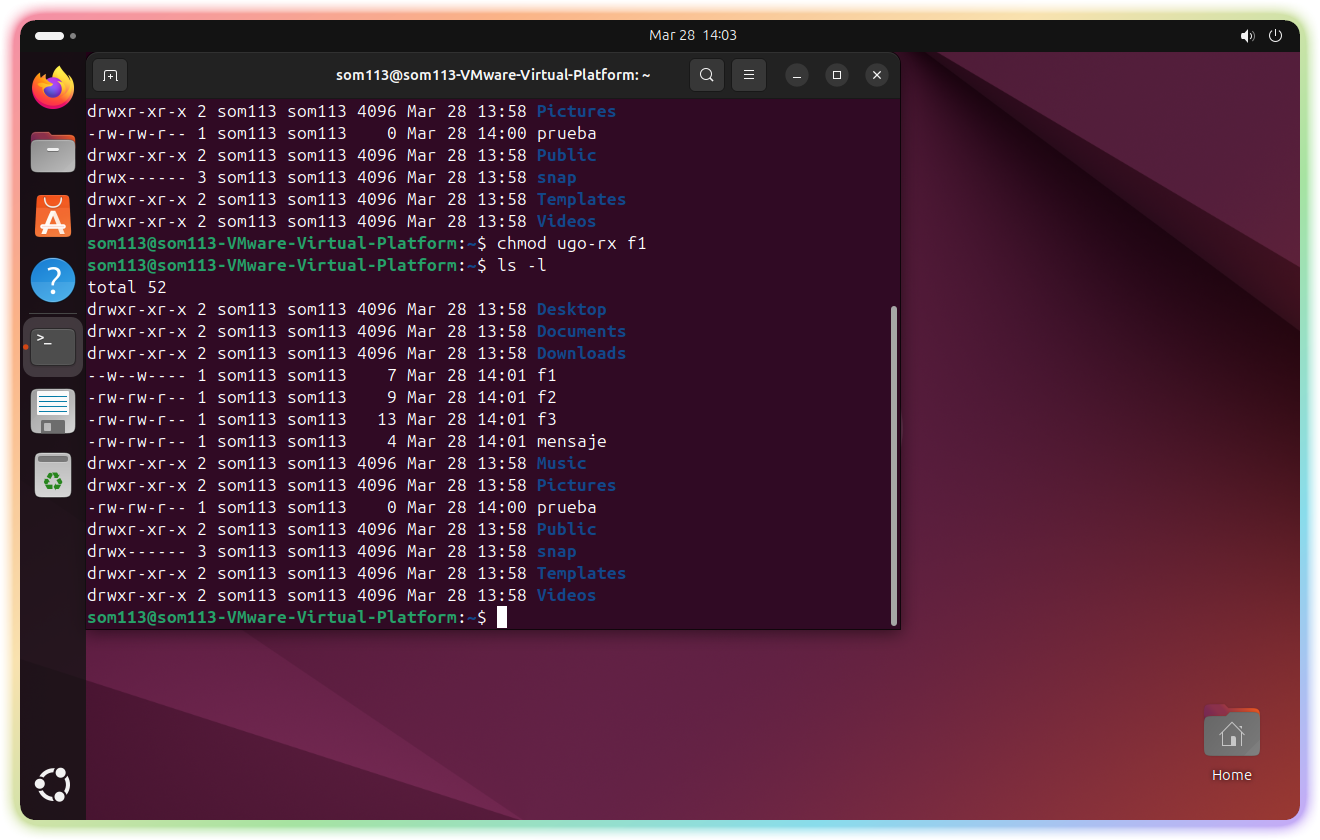 Mar 28 14:03
som113@som113-VMware-Virtual-Platform: ~
drwxr-xr-x 2 som113 som113 4096 Mar 28 13:58 Pictures
-rw-rw-r-- 1 som113 som113    0 Mar 28 14:00 prueba
drwxr-xr-x 2 som113 som113 4096 Mar 28 13:58 Public
drwx------ 3 som113 som113 4096 Mar 28 13:58 snap
drwxr-xr-x 2 som113 som113 4096 Mar 28 13:58 Templates
drwxr-xr-x 2 som113 som113 4096 Mar 28 13:58 Videos
som113@som113-VMware-Virtual-Platform:~$ chmod ugo-rx f1
som113@som113-VMware-Virtual-Platform:~$ ls -l
total 52
drwxr-xr-x 2 som113 som113 4096 Mar 28 13:58 Desktop
drwxr-xr-x 2 som113 som113 4096 Mar 28 13:58 Documents
drwxr-xr-x 2 som113 som113 4096 Mar 28 13:58 Downloads
--w--w---- 1 som113 som113    7 Mar 28 14:01 f1
-rw-rw-r-- 1 som113 som113    9 Mar 28 14:01 f2
-rw-rw-r-- 1 som113 som113   13 Mar 28 14:01 f3
-rw-rw-r-- 1 som113 som113    4 Mar 28 14:01 mensaje
drwxr-xr-x 2 som113 som113 4096 Mar 28 13:58 Music
drwxr-xr-x 2 som113 som113 4096 Mar 28 13:58 Pictures
-rw-rw-r-- 1 som113 som113    0 Mar 28 14:00 prueba
drwxr-xr-x 2 som113 som113 4096 Mar 28 13:58 Public
drwx------ 3 som113 som113 4096 Mar 28 13:58 snap
drwxr-xr-x 2 som113 som113 4096 Mar 28 13:58 Templates
drwxr-xr-x 2 som113 som113 4096 Mar 28 13:58 Videos
som113@som113-VMware-Virtual-Platform:~$
Home